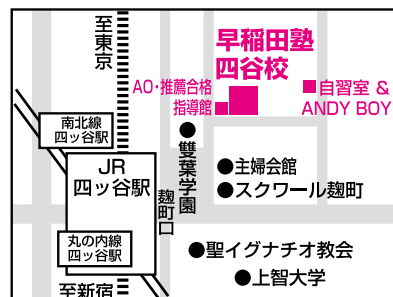 至東京
早稲田塾
四谷校
AO・推薦合格
指導館
自習室 &
ANDY BOY
南北線
四ッ谷駅
JR
四ッ谷駅
麹町口
雙葉学園
●主婦会館
●スクワール麹町
丸の内線
四ッ谷駅
●聖イグナチオ教会
●上智大学
至新宿